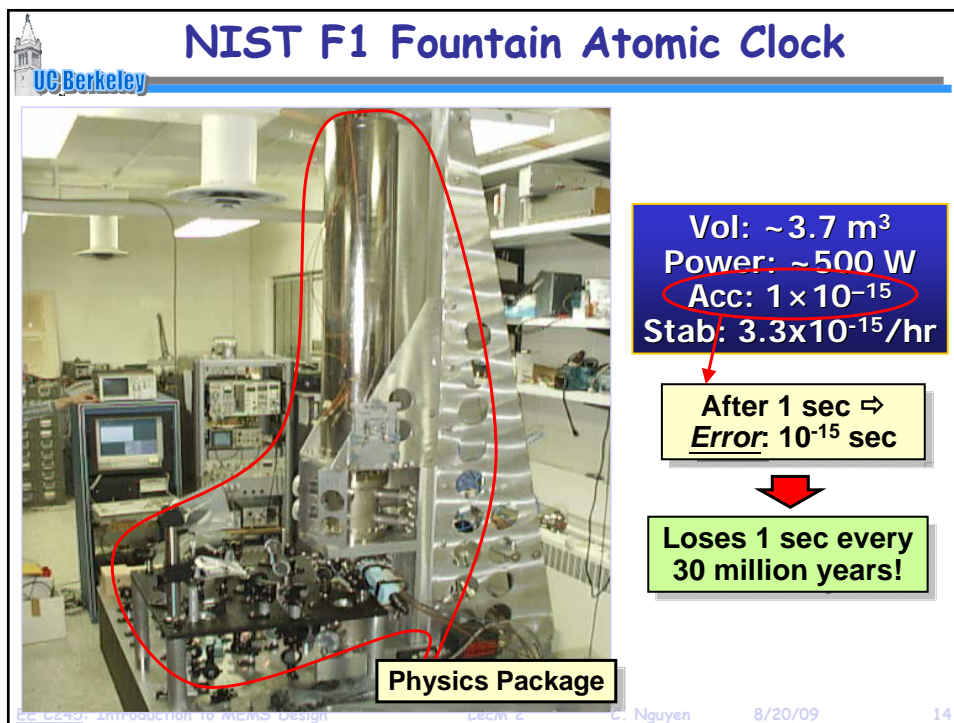 NIST F1 Fountain Atomic Clock
UC Berkeley
Vol: ~3.7 m³
Power: ~500 W
Acc: 1×10⁻¹⁵
Stab: 3.3x10⁻¹⁵/hr
After 1 sec ⇨
Error: 10⁻¹⁵ sec
Loses 1 sec every
30 million years!
Physics Package
EE C245: Introduction to MEMS Design LecM 2 C. Nguyen 8/20/09 14